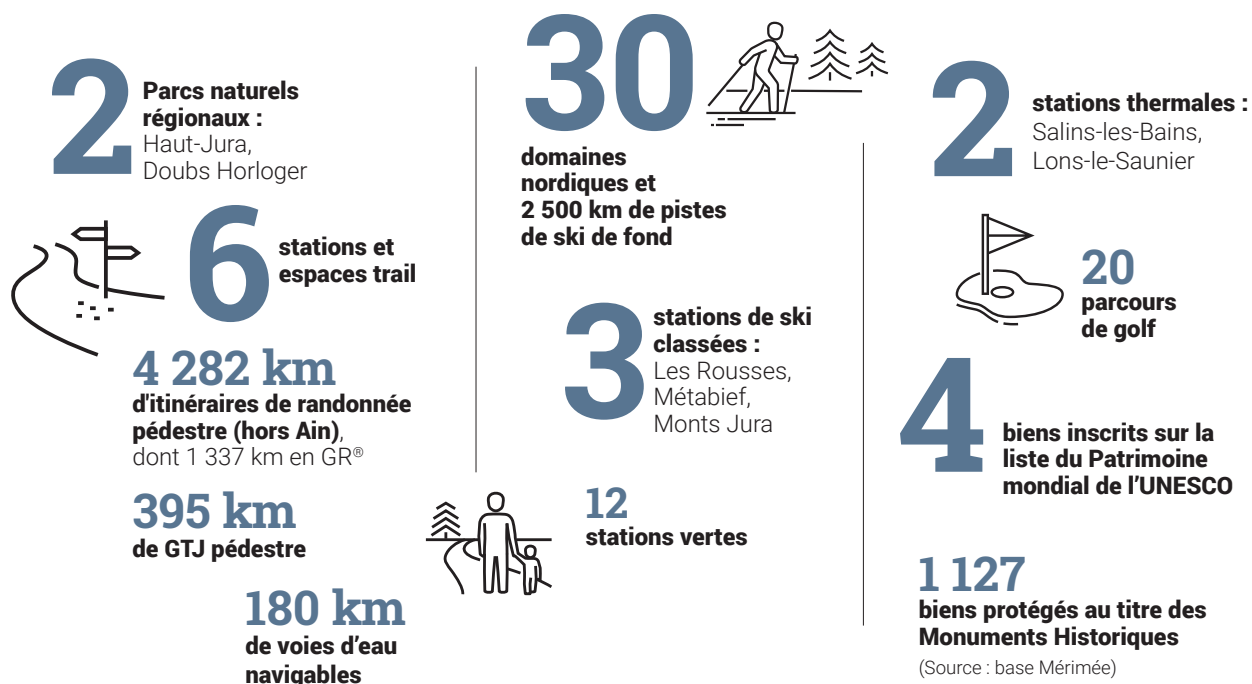 2
Parcs naturels
régionaux :
Haut-Jura,
Doubs Horloger
6
stations et
espaces trail
4 282 km
d'itinéraires de randonnée
pédestre (hors Ain),
dont 1 337 km en GR®
395 km
de GTJ pédestre
180 km
de voies d'eau
navigables
30
domaines
nordiques et
2 500 km de pistes
de ski de fond
3
stations de ski
classées :
Les Rousses,
Métabief,
Monts Jura
12
stations vertes
2
stations thermales :
Salins-les-Bains,
Lons-le-Saunier
20
parcours
de golf
4
biens inscrits sur la
liste du Patrimoine
mondial de l'UNESCO
1 127
biens protégés au titre des
Monuments Historiques
(Source : base Mérimée)